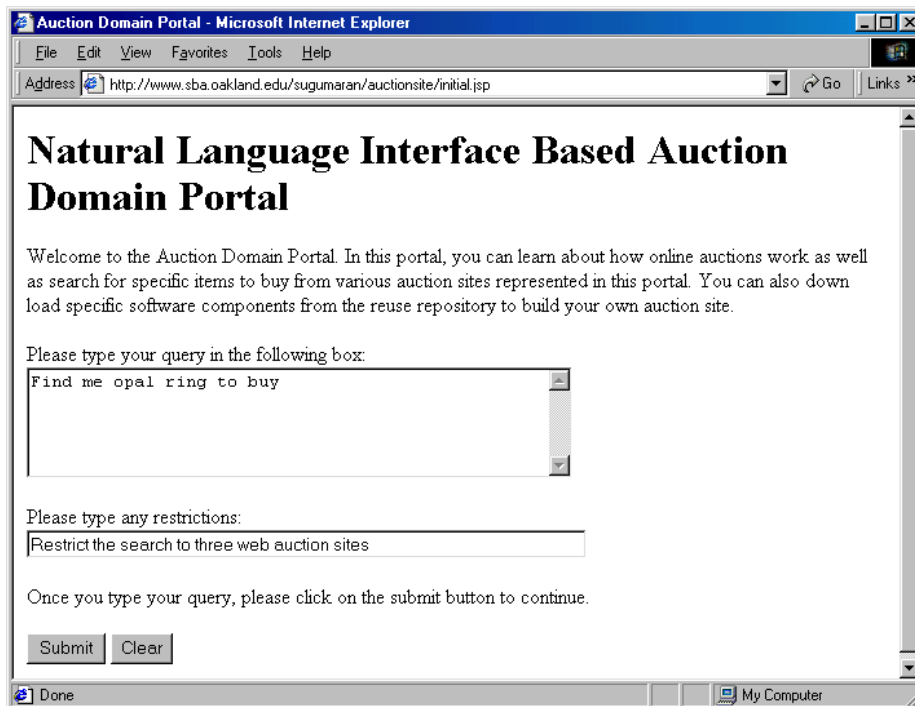 Auction Domain Portal - Microsoft Internet Explorer
File Edit View Favorites Tools Help
Address http://www.sba.oakland.edu/sugumaran/auctionsite/initial.jsp Go Links »
Natural Language Interface Based Auction
Domain Portal
Welcome to the Auction Domain Portal. In this portal, you can learn about how online auctions work as well
as search for specific items to buy from various auction sites represented in this portal. You can also down
load specific software components from the reuse repository to build your own auction site.
Please type your query in the following box:
Find me opal ring to buy
Please type any restrictions:
Restrict the search to three web auction sites
Once you type your query, please click on the submit button to continue.
Submit Clear
Done My Computer